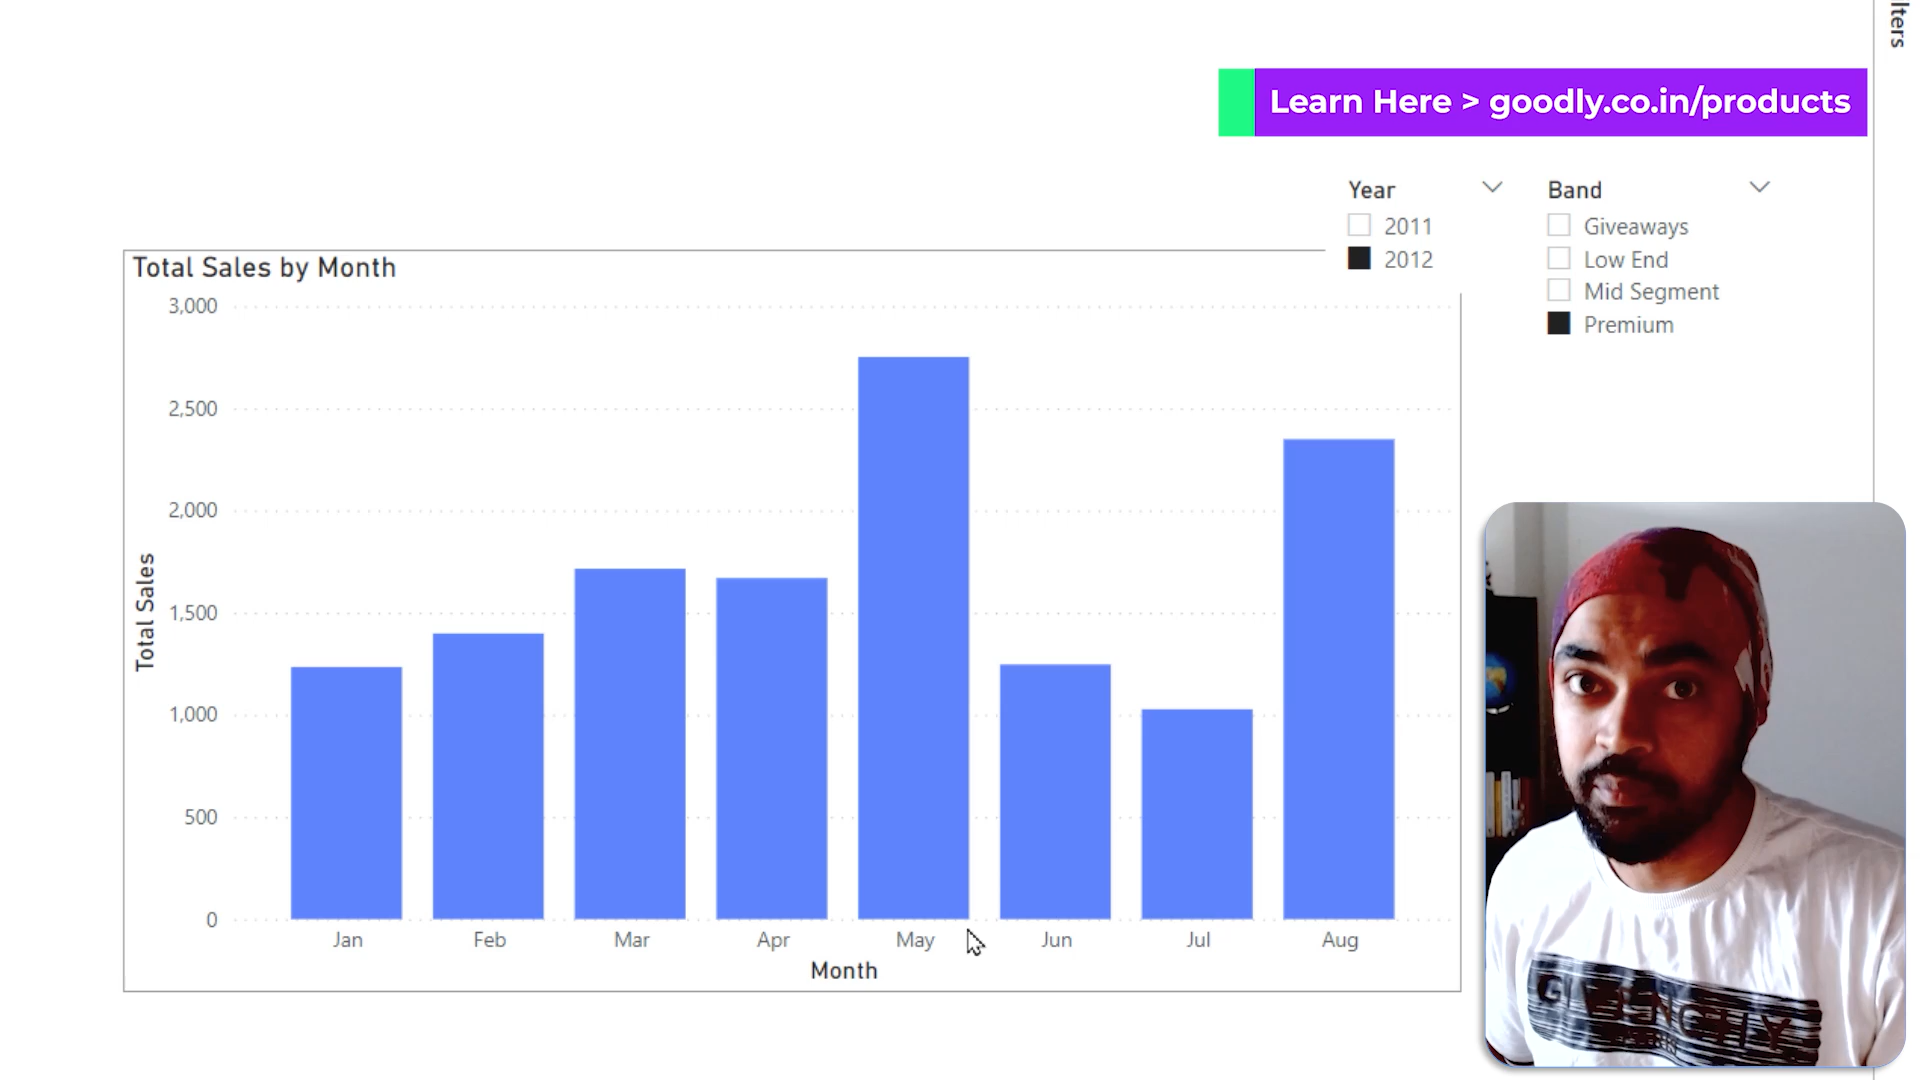 lters
Learn Here > goodly.co.in/products
Year
2011
2012
Band
Giveaways
Low End
Mid Segment
Premium
Total Sales by Month
3,000
2,500
2,000
1,500
1,000
500
0
Total Sales
Jan Feb Mar Apr May Jun Jul Aug
Month